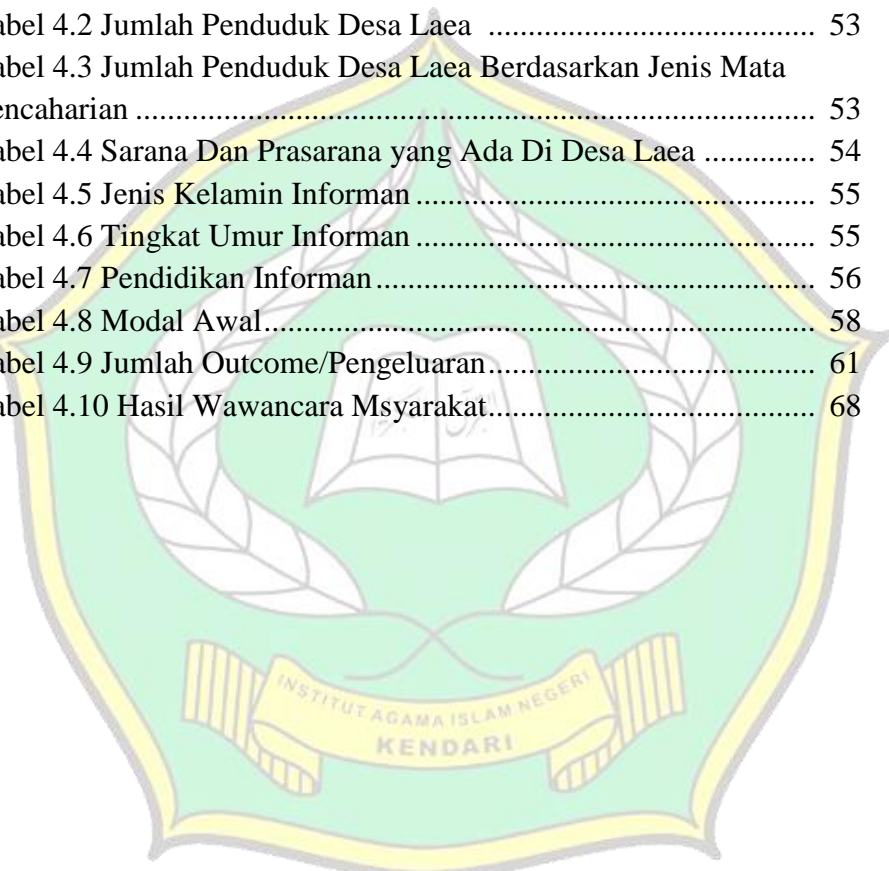 abel 4.2 Jumlah Penduduk Desa Laea ......................................... 53
abel 4.3 Jumlah Penduduk Desa Laea Berdasarkan Jenis Mata
encaharian ..................................................................................... 53
abel 4.4 Sarana Dan Prasarana yang Ada Di Desa Laea .............. 54
abel 4.5 Jenis Kelamin Informan .................................................. 55
abel 4.6 Tingkat Umur Informan .................................................. 55
abel 4.7 Pendidikan Informan ....................................................... 56
abel 4.8 Modal Awal..................................................................... 58
abel 4.9 Jumlah Outcome/Pengeluaran......................................... 61
abel 4.10 Hasil Wawancara Msyarakat......................................... 68
INSTITUT AGAMA ISLAM NEGERI
KENDARI